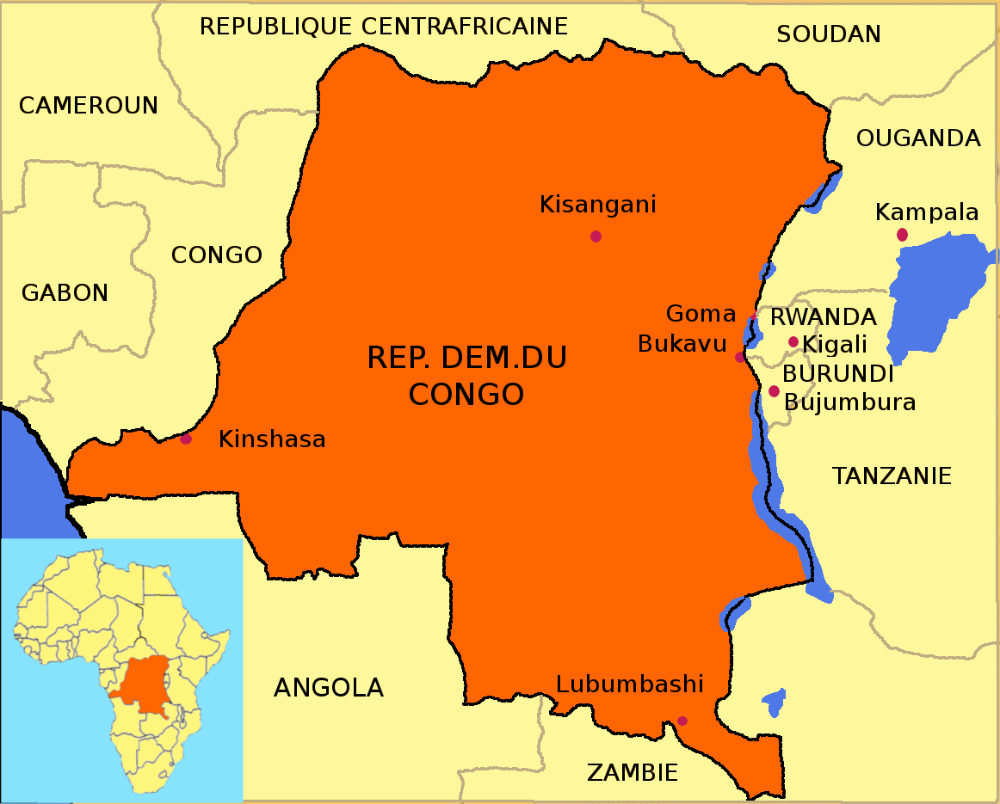 REPUBLIQUE CENTRAFRICAINE
SOUDAN
CAMEROUN
OUGANDA
Kisangani
Kampala
CONGO
GABON
Goma
RWANDA
Bukavu
Kigali
REP. DEM.DU
CONGO
BURUNDI
Bujumbura
Kinshasa
TANZANIE
Lubumbashi
ANGOLA
ZAMBIE